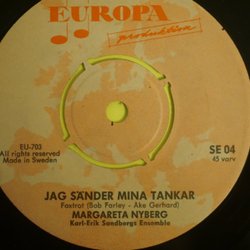 EUROPA
produktion
EU-703
All rights reserved
Made in Sweden
SE 04
45 varv
JAG SÄNDER MINA TANKAR
Foxtrot (Bob Farley - Åke Gerhard)
MARGARETA NYBERG
Karl-Erik Sandbergs Ensemble